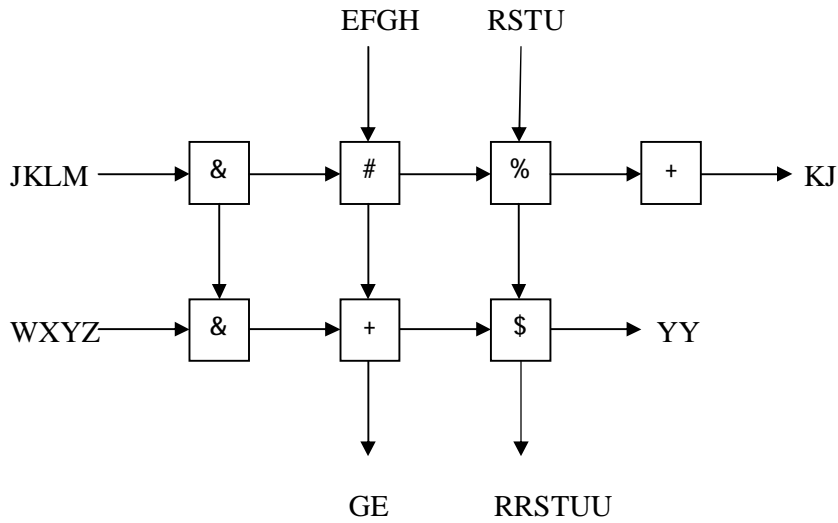 EFGH RSTU
JKLM & # % + KJ
WXYZ & + $ YY
GE RRSTUU